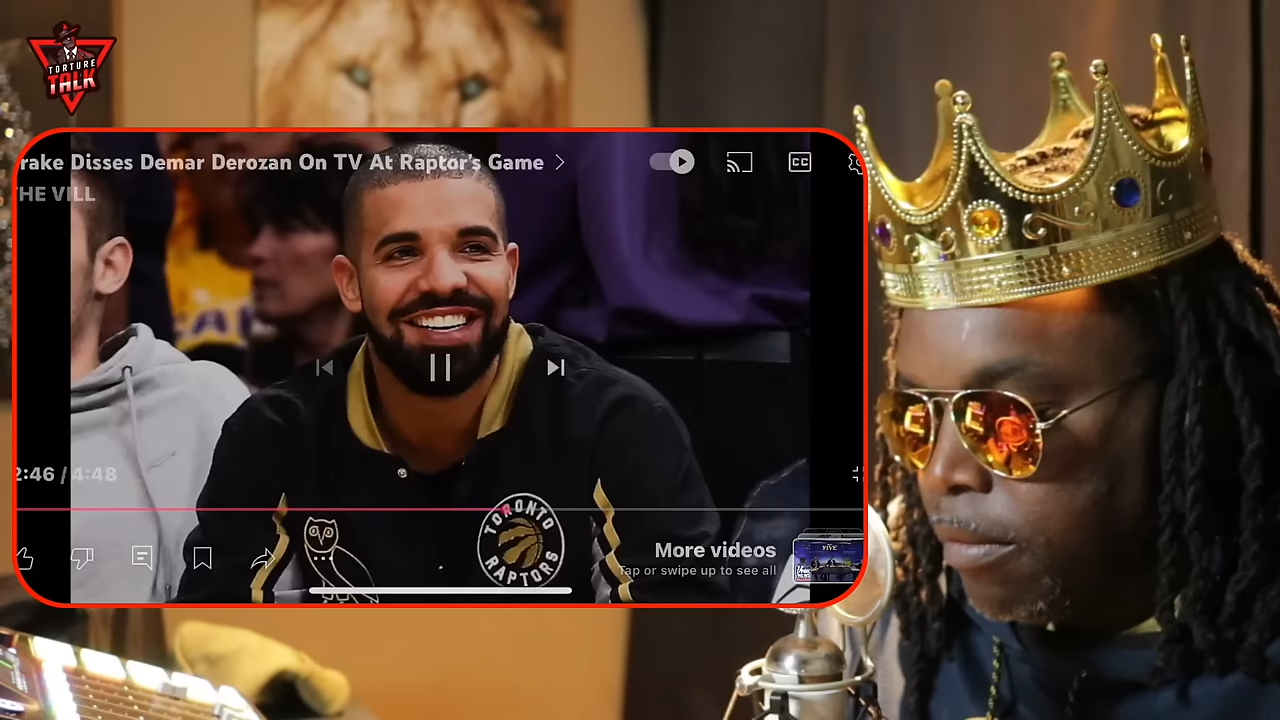 TORTURE
TALK
rake Disses Demar Derozan On TV At Raptor's Game
CC
HE VILL
2:46 / 4:48
TORONTO
RAPTORS
More videos
Tap or swipe up to see all
FIVE